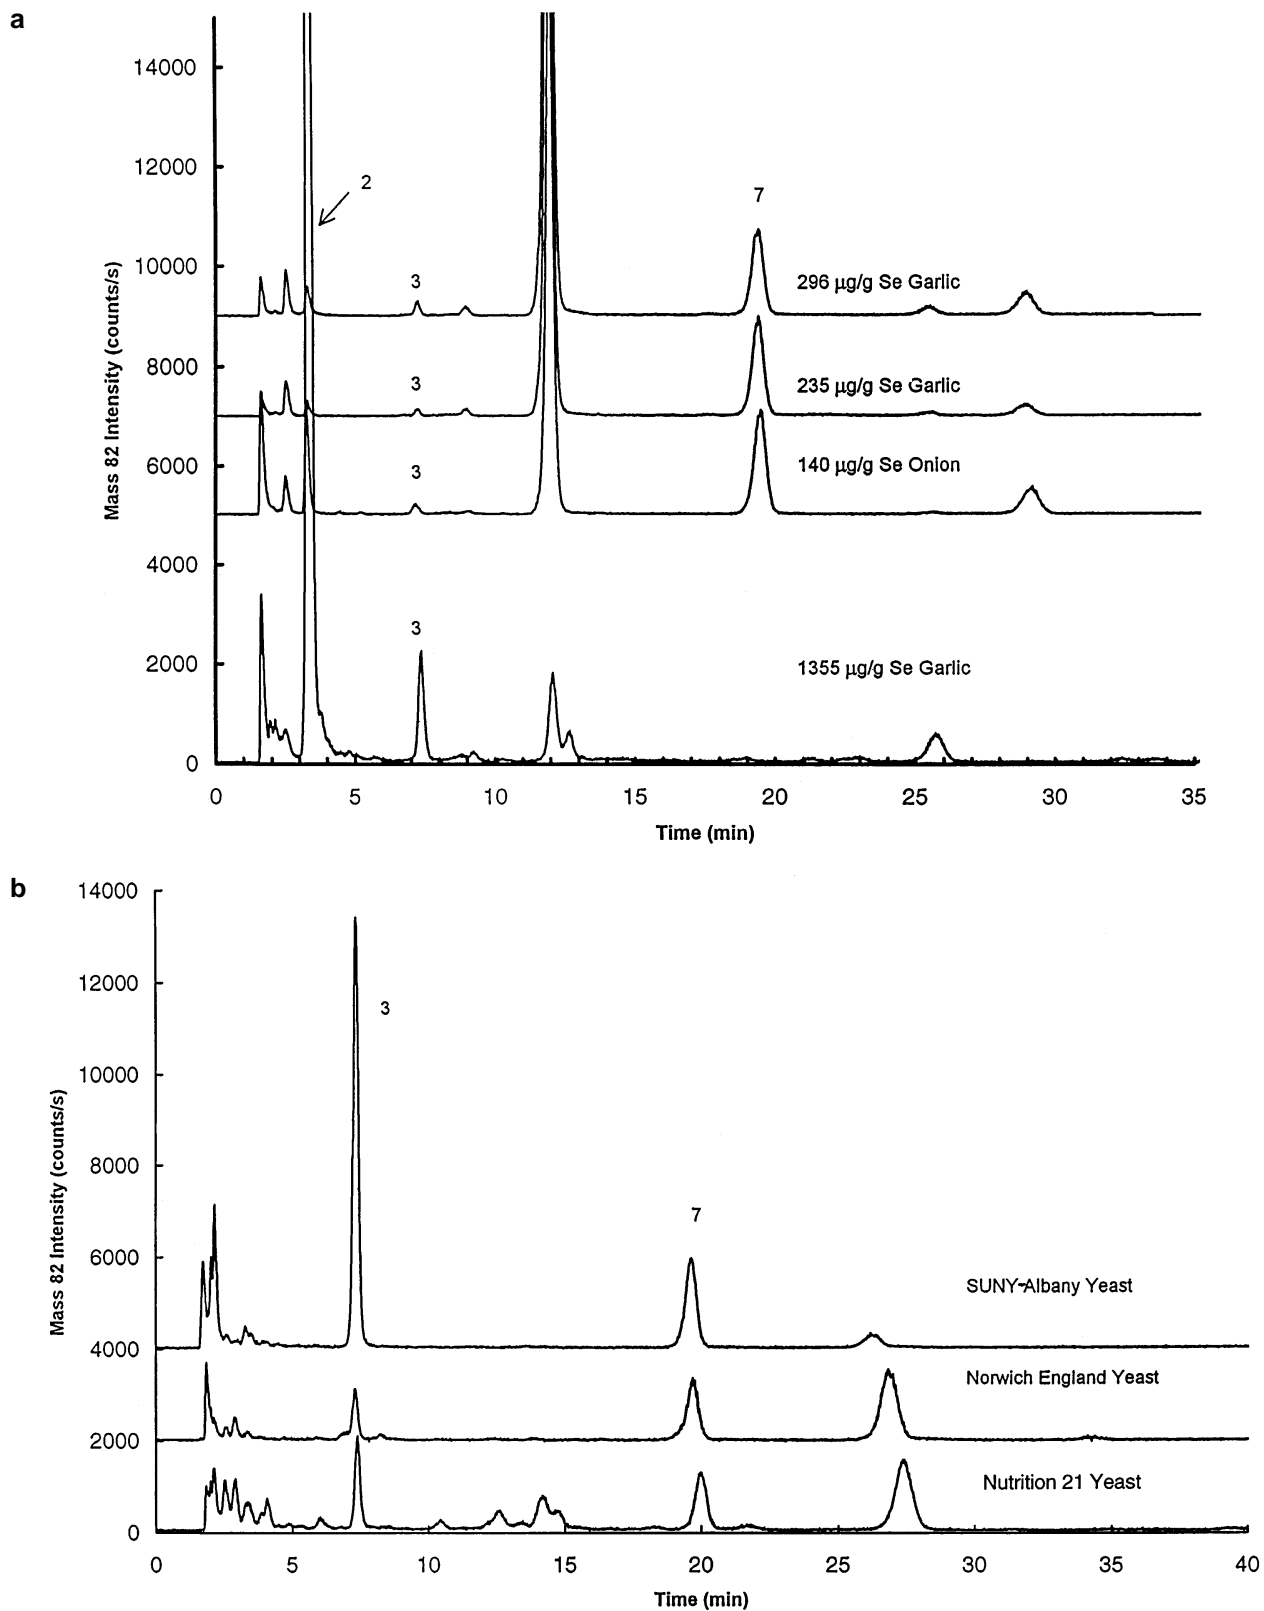 a
14000
12000
10000
8000
6000
4000
2000
0
Mass 82 Intensity (counts/s)
2
7
3
296 µg/g Se Garlic
3
235 µg/g Se Garlic
3
140 µg/g Se Onion
3
1355 µg/g Se Garlic
0 5 10 15 20 25 30 35
Time (min)
b
14000
12000
10000
8000
6000
4000
2000
0
Mass 82 Intensity (counts/s)
3
7
SUNY-Albany Yeast
Norwich England Yeast
Nutrition 21 Yeast
0 5 10 15 20 25 30 35 40
Time (min)